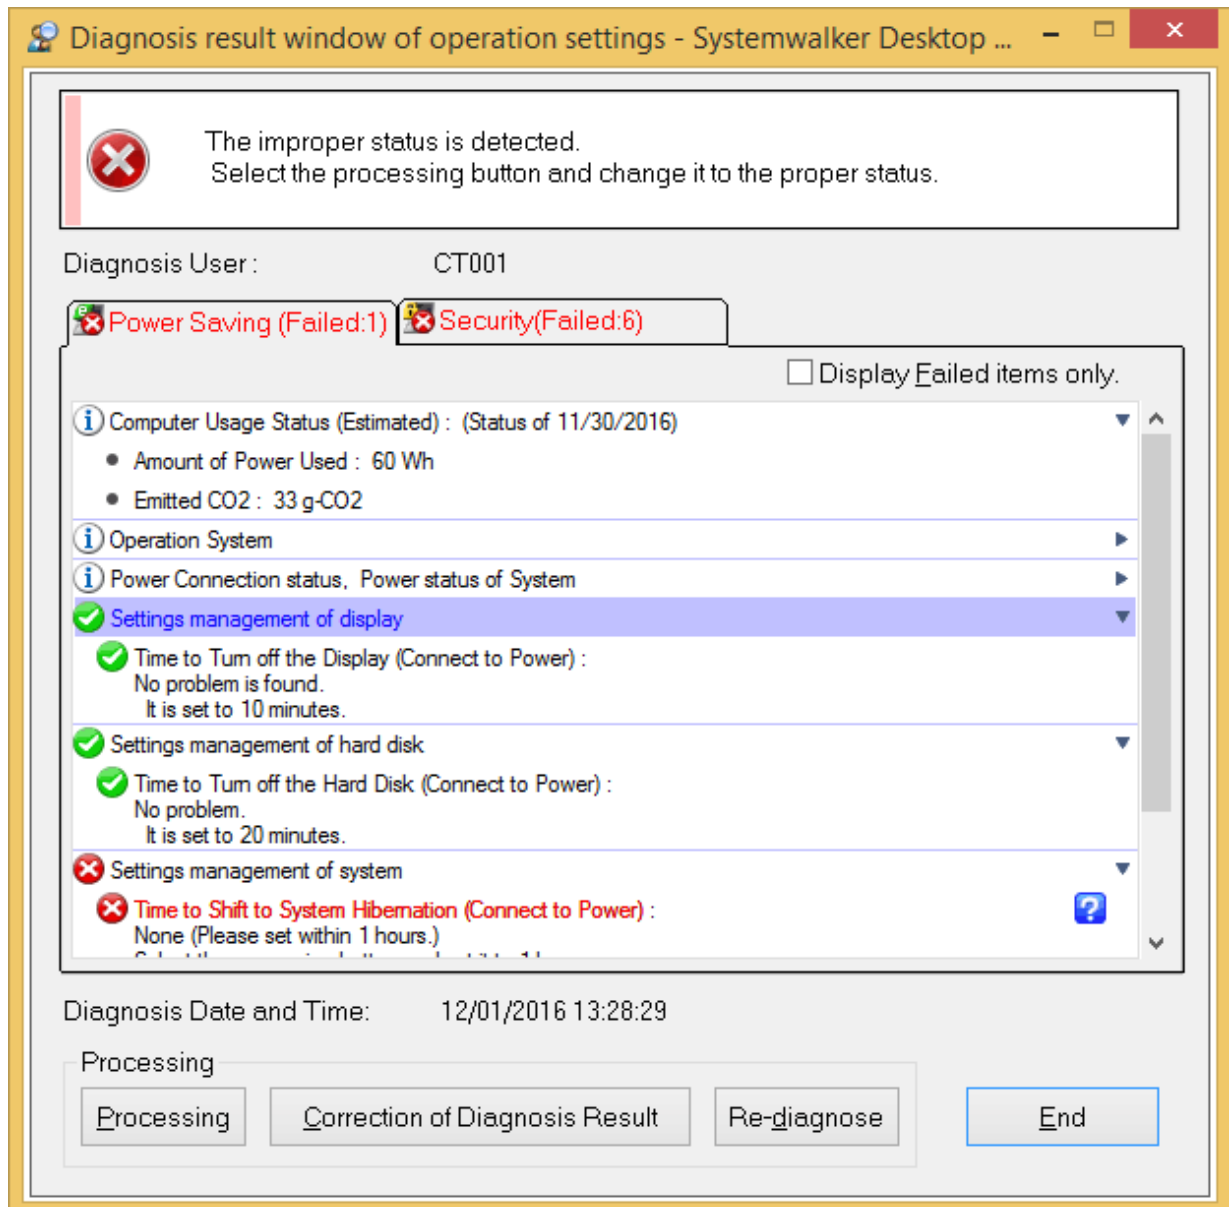 Diagnosis result window of operation settings - Systemwalker Desktop ...
The improper status is detected.
Select the processing button and change it to the proper status.
Diagnosis User : CT001
Power Saving (Failed:1) Security(Failed:6)
Display Failed items only.
Computer Usage Status (Estimated) : (Status of 11/30/2016)
Amount of Power Used : 60 Wh
Emitted CO2 : 33 g-CO2
Operation System
Power Connection status, Power status of System
Settings management of display
Time to Turn off the Display (Connect to Power) :
No problem is found.
It is set to 10 minutes.
Settings management of hard disk
Time to Turn off the Hard Disk (Connect to Power) :
No problem.
It is set to 20 minutes.
Settings management of system
Time to Shift to System Hibernation (Connect to Power) :
None (Please set within 1 hours.)
Diagnosis Date and Time: 12/01/2016 13:28:29
Processing
Processing Correction of Diagnosis Result Re-diagnose End